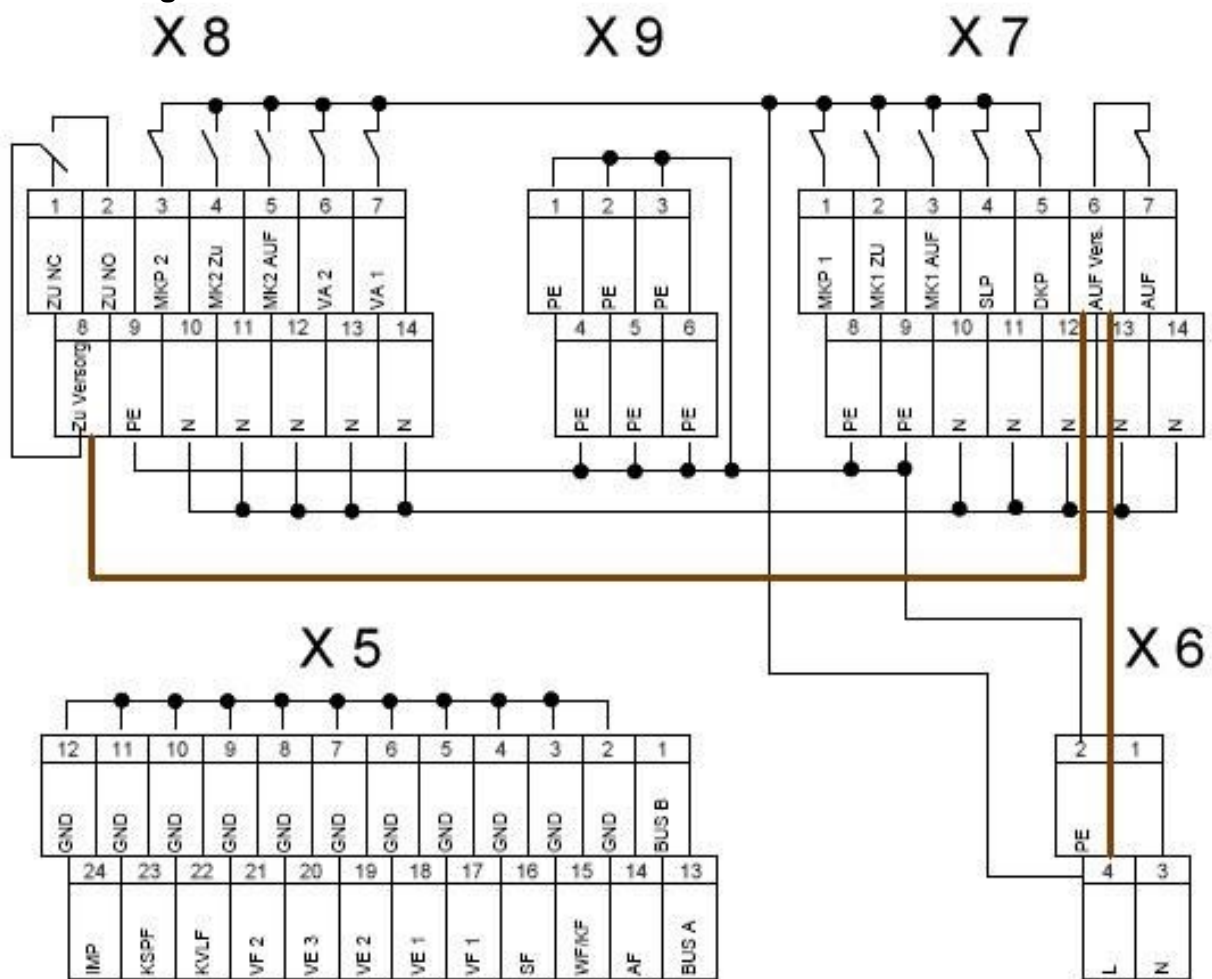 X 8
X 9
X 7
1 2 3 4 5 6 7
ZU NC
ZU NO
MKP 2
MK2 Zu
MK2 AUF
VA 2
VA 1
8 9 10 11 12 13 14
Zu Versorg
PE
N
N
N
N
N
1 2 3
PE
PE
PE
4 5 6
PE
PE
PE
1 2 3 4 5 6 7
MKP 1
MK1 ZU
MK1 AUF
SLP
DKP
AUF Vers.
AUF
8 9 10 11 12 13 14
PE
PE
N
N
N
N
N
X 5
X 6
12 11 10 9 8 7 6 5 4 3 2 1
GND
GND
GND
GND
GND
GND
GND
GND
GND
GND
GND
BUS B
24 23 22 21 20 19 18 17 16 15 14 13
IMP
KSPF
KVLF
VF 2
VE 3
VE 2
VE 1
VF 1
SF
WF/KF
AF
BUS A
2 1
PE
4 3
L
N